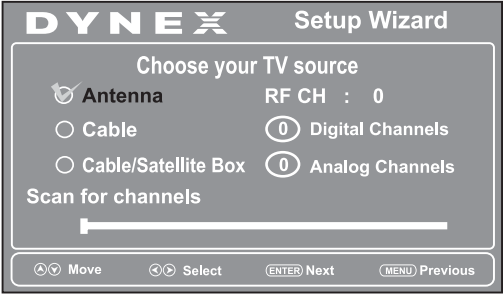 DYNEX Setup Wizard
Choose your TV source
Antenna RF CH : 0
Cable 0 Digital Channels
Cable/Satellite Box 0 Analog Channels
Scan for channels
Move Select ENTER Next MENU Previous